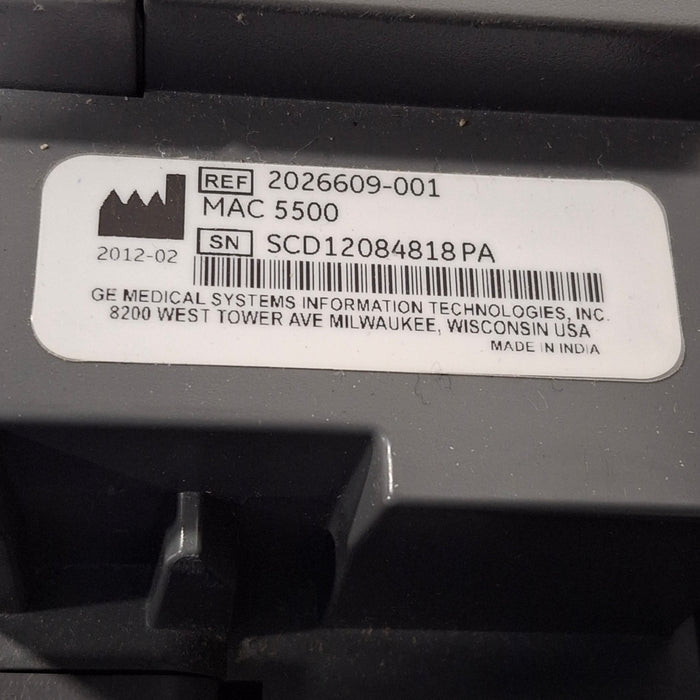 REF 2026609-001
MAC 5500
2012-02
SN SCD12084818PA
GE MEDICAL SYSTEMS INFORMATION TECHNOLOGIES, INC.
8200 WEST TOWER AVE MILWAUKEE, WISCONSIN USA
MADE IN INDIA